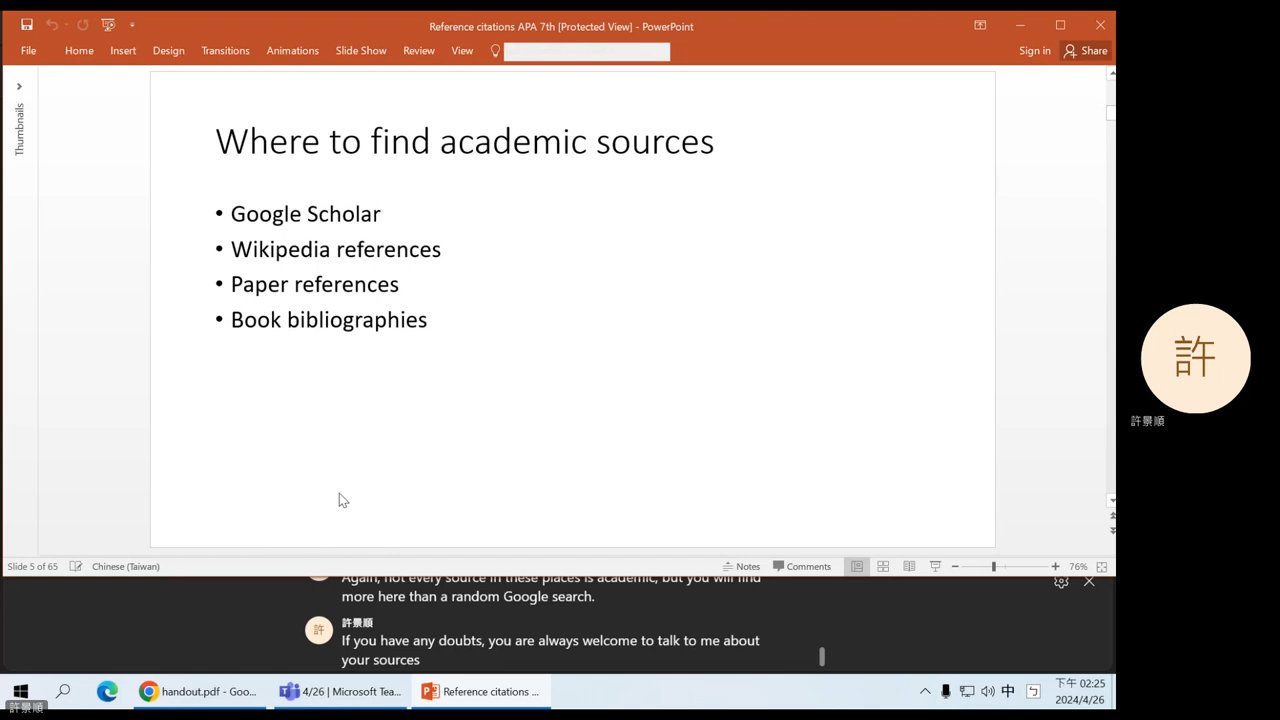 Reference citations APA 7th [Protected View] - PowerPoint
File Home Insert Design Transitions Animations Slide Show Review View Sign in Share
Thumbnails
Where to find academic sources
• Google Scholar
• Wikipedia references
• Paper references
• Book bibliographies
許
許景順
Slide 5 of 65 Chinese (Taiwan) Notes Comments 76%
Again, not every source in these places is academic, but you will find
more here than a random Google search.
許
許景順
If you have any doubts, you are always welcome to talk to me about
your sources
handout.pdf - Goo... 4/26 | Microsoft Tea... Reference citations ... 中 ㄅ 下午 02:25
2024/4/26
許景順